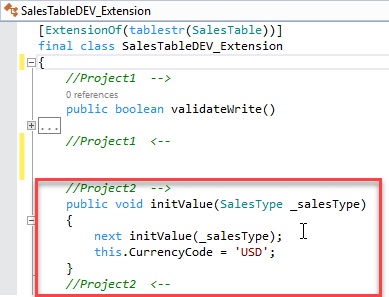 SalesTableDEV_Extension
[ExtensionOf(tablestr(SalesTable))]
final class SalesTableDEV_Extension
{
//Project1 -->
0 references
public boolean validateWrite()
...
//Project1 <--
//Project2 -->
public void initValue(SalesType _salesType)
{
next initValue(_salesType);
this.CurrencyCode = 'USD';
}
//Project2 <--